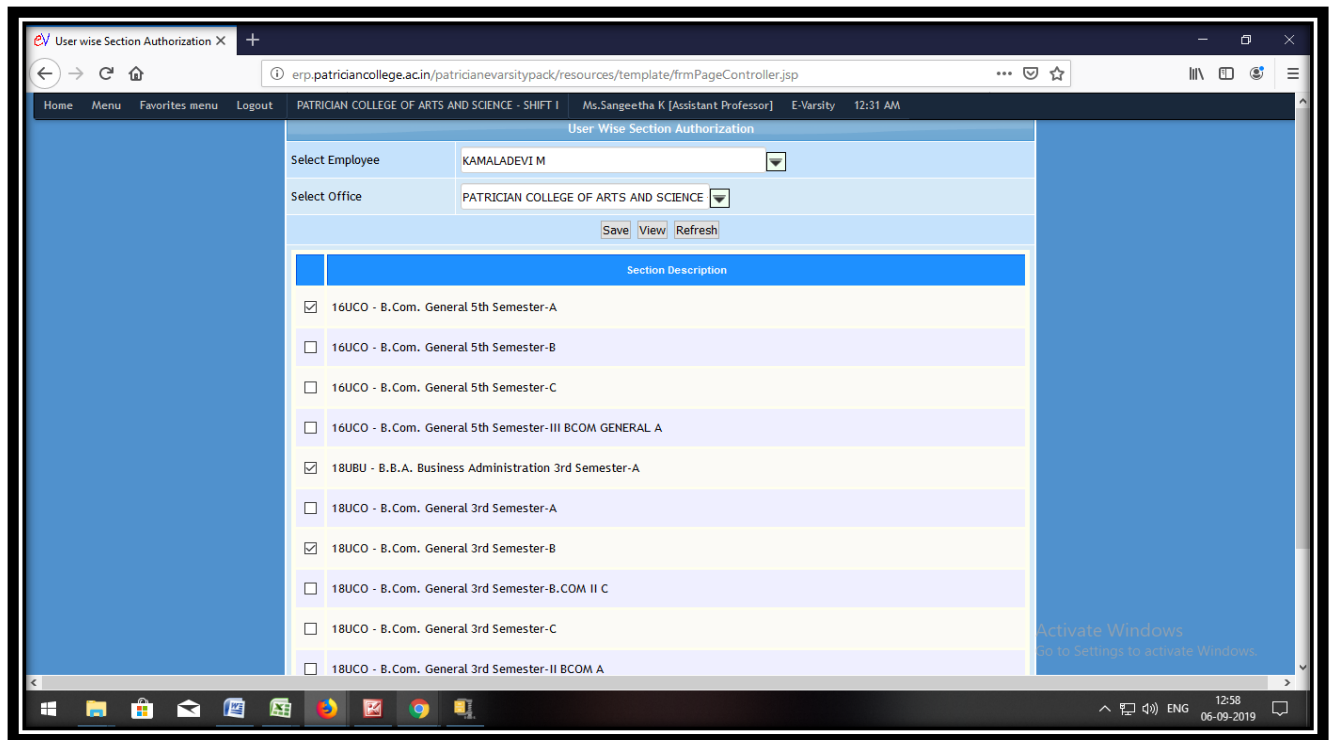 eV User wise Section Authorization
erp.patriciancollege.ac.in/patricianevarsitypack/resources/template/frmPageController.jsp
Home Menu Favorites menu Logout PATRICIAN COLLEGE OF ARTS AND SCIENCE - SHIFT I Ms.Sangeetha K [Assistant Professor] E-Varsity 12:31 AM
User Wise Section Authorization
Select Employee KAMALADEVI M
Select Office PATRICIAN COLLEGE OF ARTS AND SCIENCE
Save View Refresh
Section Description
16UCO - B.Com. General 5th Semester-A
16UCO - B.Com. General 5th Semester-B
16UCO - B.Com. General 5th Semester-C
16UCO - B.Com. General 5th Semester-III BCOM GENERAL A
18UBU - B.B.A. Business Administration 3rd Semester-A
18UCO - B.Com. General 3rd Semester-A
18UCO - B.Com. General 3rd Semester-B
18UCO - B.Com. General 3rd Semester-B.COM II C
18UCO - B.Com. General 3rd Semester-C
18UCO - B.Com. General 3rd Semester-II BCOM A
Activate Windows
Go to Settings to activate Windows.
ENG 12:58
06-09-2019